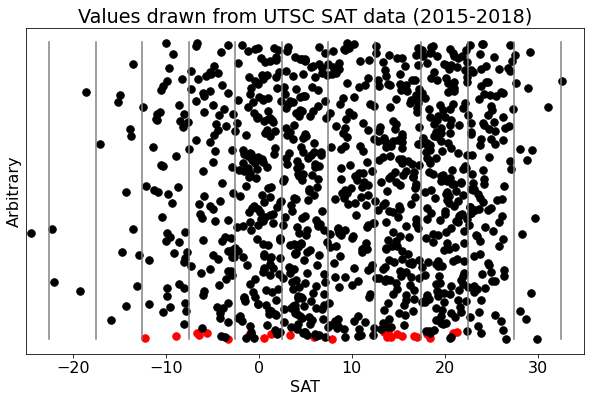 Values drawn from UTSC SAT data (2015-2018)
Arbitrary
−20 −10 0 10 20 30
SAT